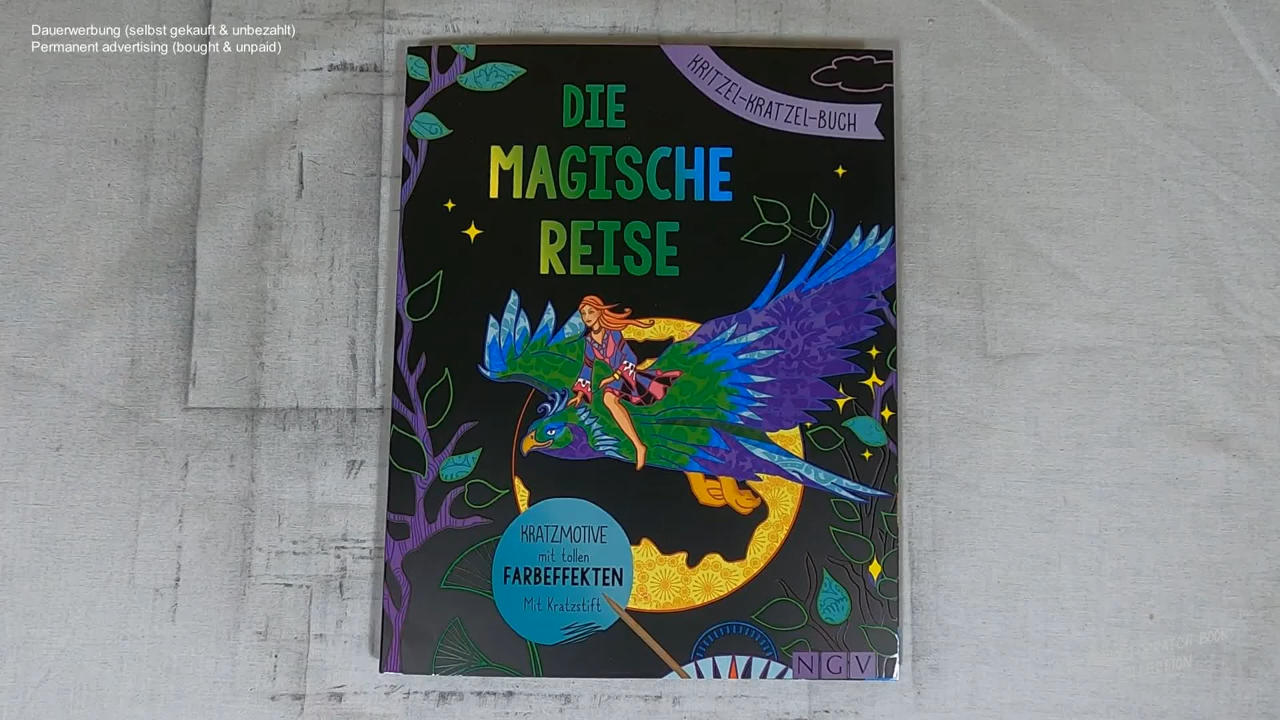 Dauerwerbung (selbst gekauft & unbezahlt)
Permanent advertising (bought & unpaid)
KRITZEL-KRATZEL-BUCH
DIE
MAGISCHE
REISE
KRATZMOTIVE
mit tollen
FARBEFFEKTEN
Mit Kratzstift
NGV